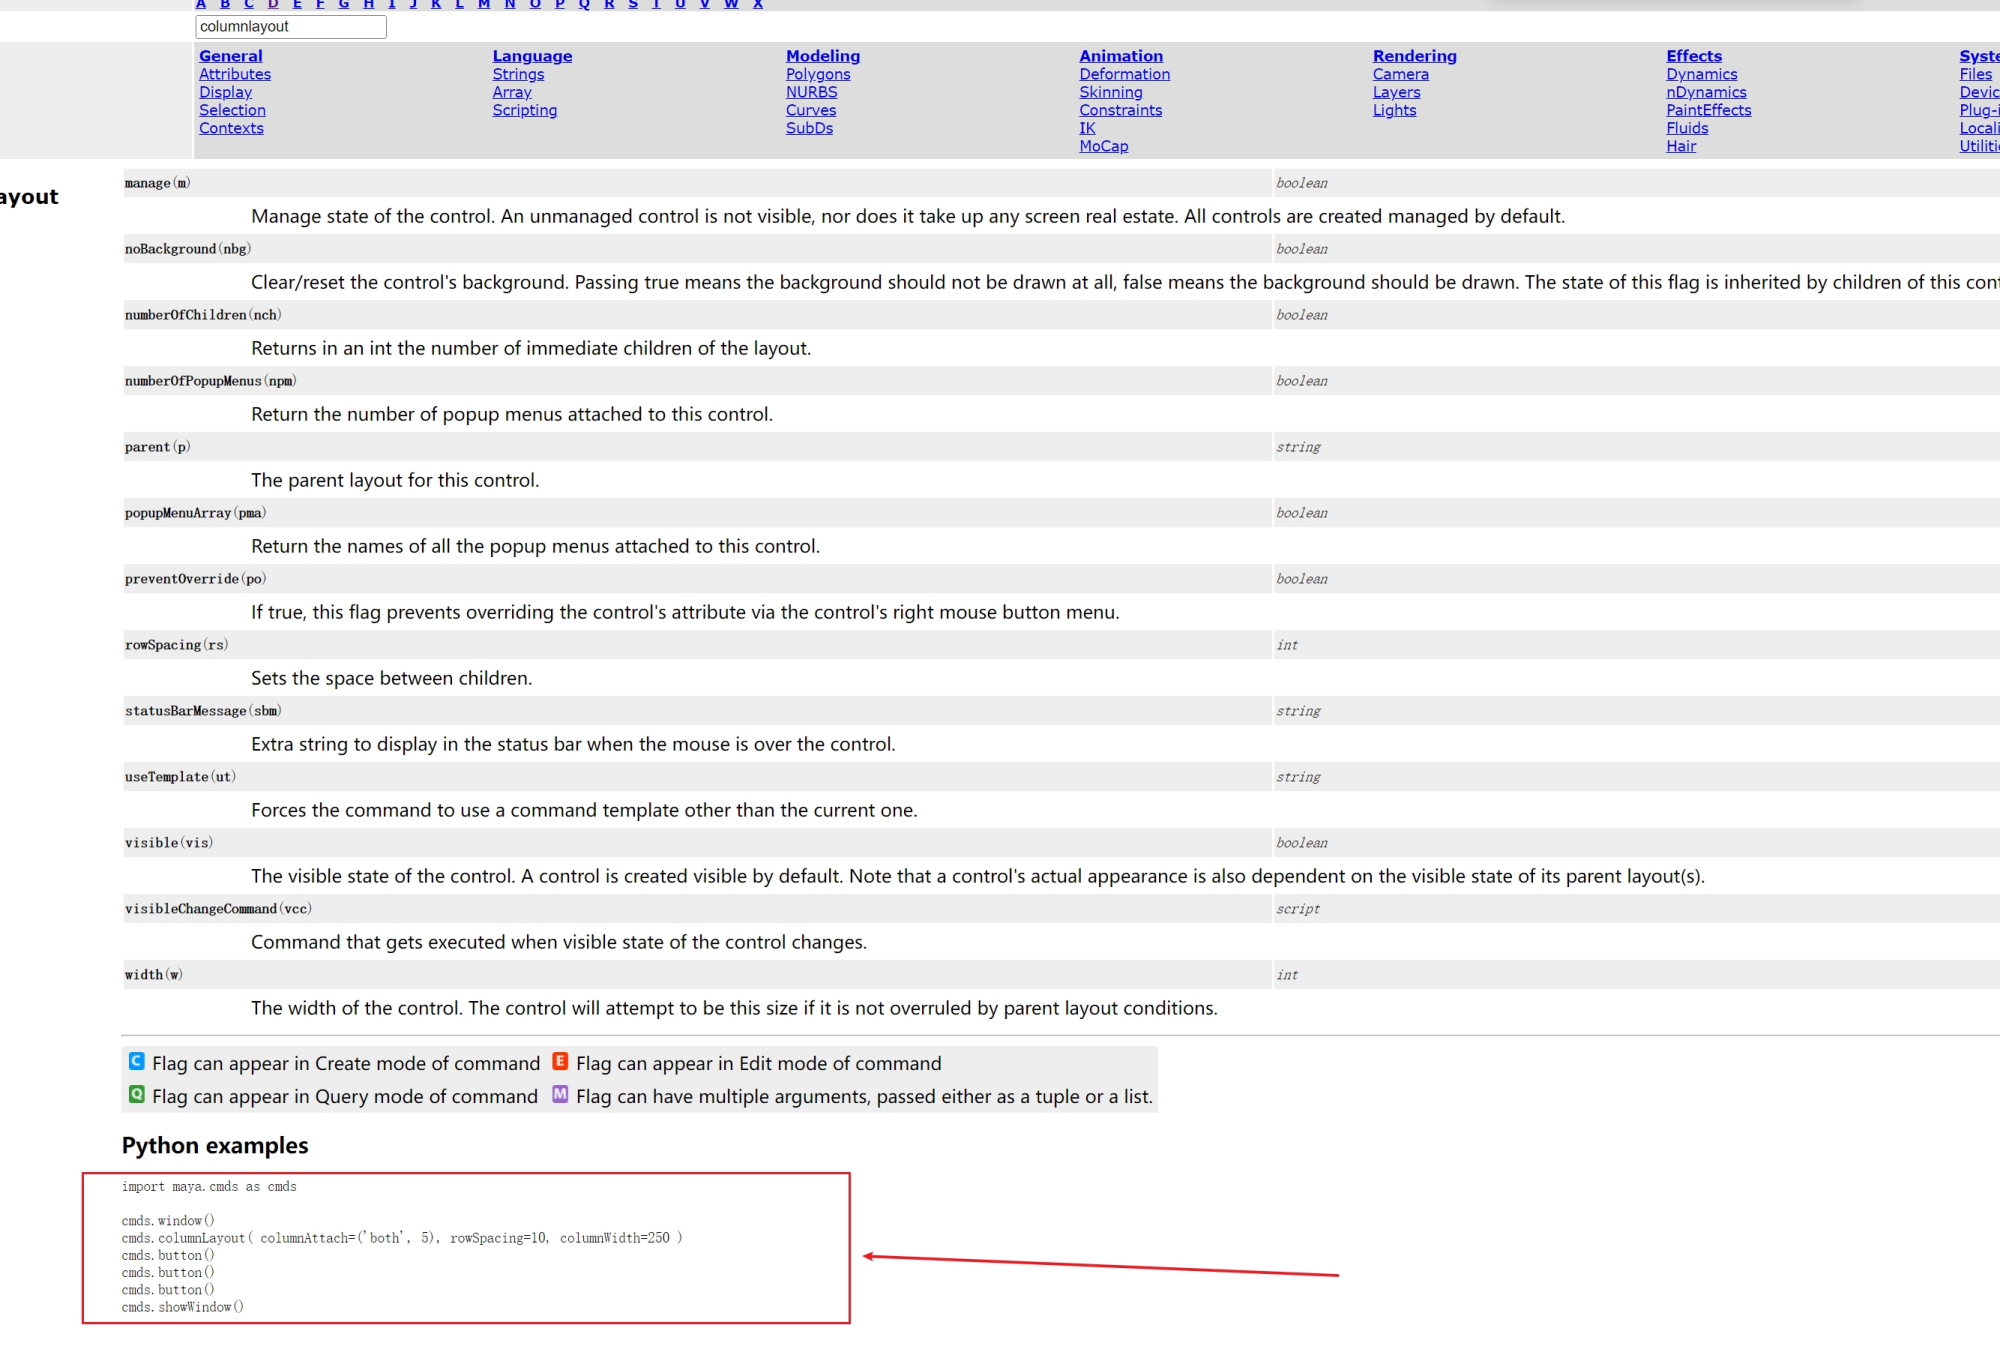 A B C D E F G H I J K L M N O P Q R S T U V W X
columnlayout
General Language Modeling Animation Rendering Effects
Attributes Strings Polygons Deformation Camera Dynamics Files
Display Array NURBS Skinning Layers nDynamics
Selection Scripting Curves Constraints Lights PaintEffects
Contexts SubDs IK Fluids
MoCap Hair
ayout
manage(m) boolean
Manage state of the control. An unmanaged control is not visible, nor does it take up any screen real estate. All controls are created managed by default.
noBackground(nbg) boolean
Clear/reset the control's background. Passing true means the background should not be drawn at all, false means the background should be drawn. The state of this flag is inherited by children of this cont
numberOfChildren(nch) boolean
Returns in an int the number of immediate children of the layout.
numberOfPopupMenus(npm) boolean
Return the number of popup menus attached to this control.
parent(p) string
The parent layout for this control.
popupMenuArray(pma) boolean
Return the names of all the popup menus attached to this control.
preventOverride(po) boolean
If true, this flag prevents overriding the control's attribute via the control's right mouse button menu.
rowSpacing(rs) int
Sets the space between children.
statusBarMessage(sbm) string
Extra string to display in the status bar when the mouse is over the control.
useTemplate(ut) string
Forces the command to use a command template other than the current one.
visible(vis) boolean
The visible state of the control. A control is created visible by default. Note that a control's actual appearance is also dependent on the visible state of its parent layout(s).
visibleChangeCommand(vcc) script
Command that gets executed when visible state of the control changes.
width(w) int
The width of the control. The control will attempt to be this size if it is not overruled by parent layout conditions.
C Flag can appear in Create mode of command E Flag can appear in Edit mode of command
Q Flag can appear in Query mode of command M Flag can have multiple arguments, passed either as a tuple or a list.
Python examples
import maya.cmds as cmds
cmds.window()
cmds.columnLayout( columnAttach=('both', 5), rowSpacing=10, columnWidth=250 )
cmds.button()
cmds.button()
cmds.button()
cmds.showWindow()